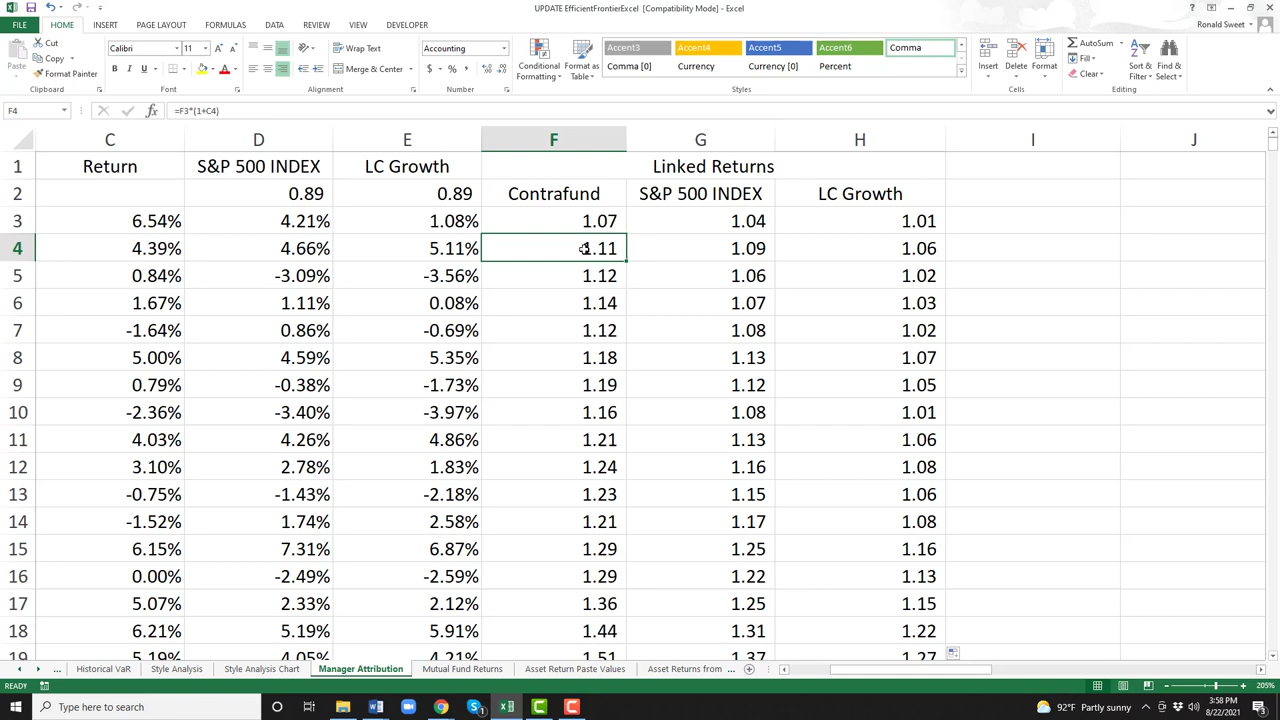 UPDATE EfficientFrontierExcel [Compatibility Mode] - Excel
FILE HOME INSERT PAGE LAYOUT FORMULAS DATA REVIEW VIEW DEVELOPER
Ronald Sweet
Paste
Cut
Copy
Format Painter
Calibri 11
B I U
Wrap Text
Merge & Center
Accounting
$ % ,
Conditional Formatting
Format as Table
Accent3 Accent4 Accent5 Accent6 Comma
Comma [0] Currency Currency [0] Percent
Insert Delete Format
AutoSum
Fill
Clear
Sort & Filter
Find & Select
Clipboard Font Alignment Number Styles Cells Editing
F4 fx =F3*(1+C4)
C D E F G H I J
1 Return S&P 500 INDEX LC Growth Linked Returns
2 0.89 0.89 Contrafund S&P 500 INDEX LC Growth
3 6.54% 4.21% 1.08% 1.07 1.04 1.01
4 4.39% 4.66% 5.11% 1.11 1.09 1.06
5 0.84% -3.09% -3.56% 1.12 1.06 1.02
6 1.67% 1.11% 0.08% 1.14 1.07 1.03
7 -1.64% 0.86% -0.69% 1.12 1.08 1.02
8 5.00% 4.59% 5.35% 1.18 1.13 1.07
9 0.79% -0.38% -1.73% 1.19 1.12 1.05
10 -2.36% -3.40% -3.97% 1.16 1.08 1.01
11 4.03% 4.26% 4.86% 1.21 1.13 1.06
12 3.10% 2.78% 1.83% 1.24 1.16 1.08
13 -0.75% -1.43% -2.18% 1.23 1.15 1.06
14 -1.52% 1.74% 2.58% 1.21 1.17 1.08
15 6.15% 7.31% 6.87% 1.29 1.25 1.16
16 0.00% -2.49% -2.59% 1.29 1.22 1.13
17 5.07% 2.33% 2.12% 1.36 1.25 1.15
18 6.21% 5.19% 5.91% 1.44 1.31 1.22
19 5.19% 4.05% 4.21% 1.51 1.37 1.27
... Historical VaR Style Analysis Style Analysis Chart Manager Attribution Mutual Fund Returns Asset Return Paste Values Asset Returns from ...
READY 205%
Type here to search
92°F Partly sunny
3:58 PM
8/22/2021